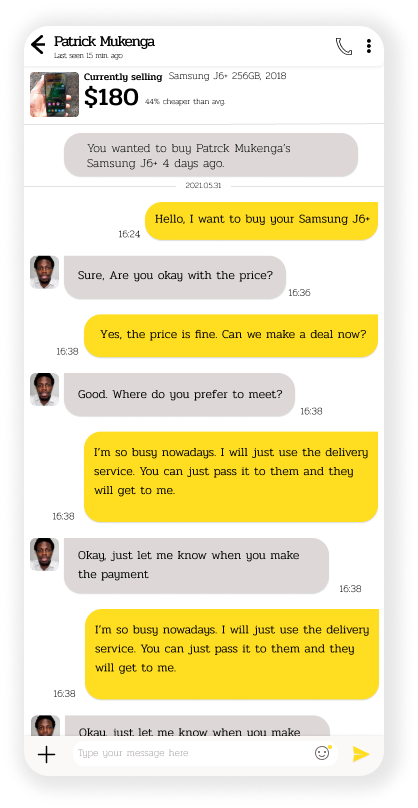 Patrick Mukenga
Last seen 15 min. ago
Currently selling Samsung J6+ 256GB, 2018
$180 44% cheaper than avg.
You wanted to buy Patrck Mukenga's
Samsung J6+ 4 days ago.
2021.05.31
Hello, I want to buy your Samsung J6+
16:24
Sure, Are you okay with the price?
16:36
Yes, the price is fine. Can we make a deal now?
16:38
Good. Where do you prefer to meet?
16:38
I'm so busy nowadays. I will just use the delivery
service. You can just pass it to them and they
will get to me.
16:38
Okay, just let me know when you make
the payment
16:38
I'm so busy nowadays. I will just use the delivery
service. You can just pass it to them and they
will get to me.
16:38
Okay, just let me know when you make
Type your message here